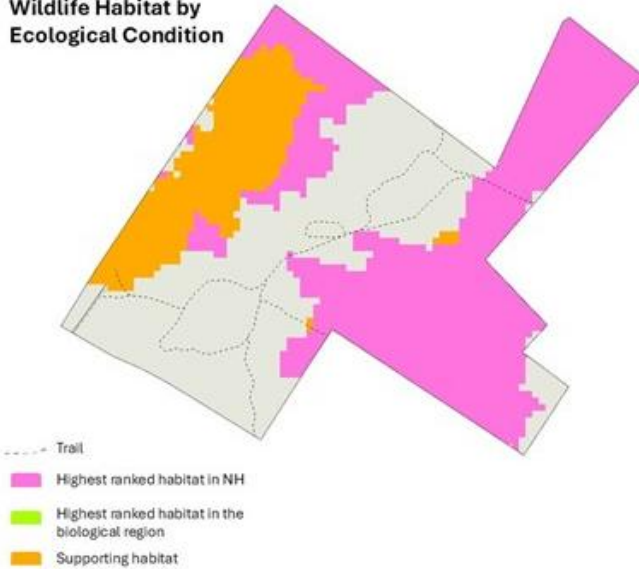 Wildlife Habitat by
Ecological Condition
Trail
Highest ranked habitat in NH
Highest ranked habitat in the
biological region
Supporting habitat